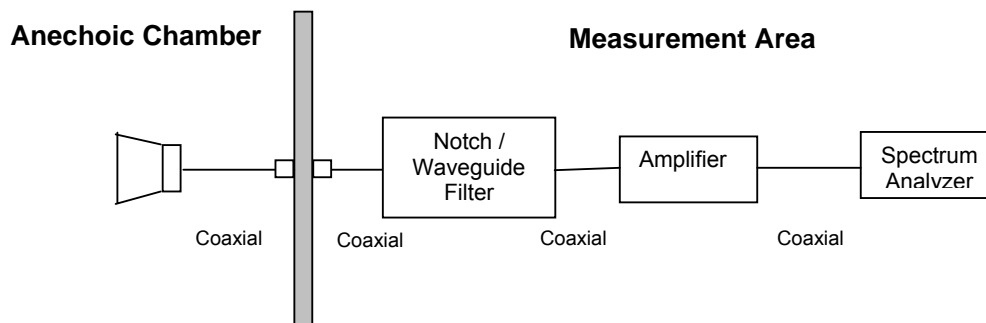 Anechoic Chamber
Measurement Area
Notch /
Waveguide
Filter
Amplifier
Spectrum
Analyzer
Coaxial
Coaxial
Coaxial
Coaxial